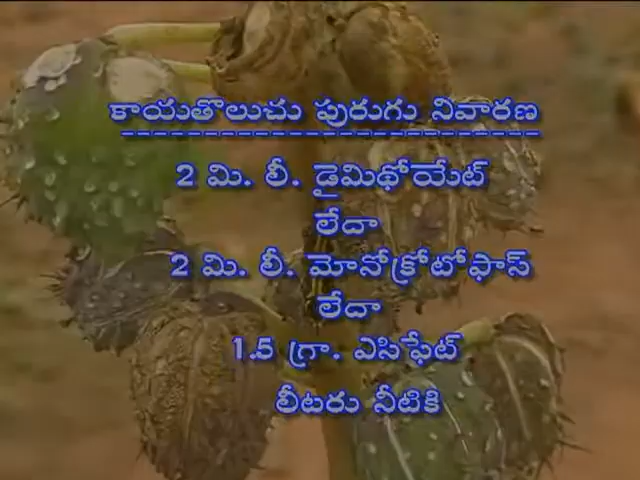 కాయతొలుచు పురుగు నివారణ
2 మి. లీ. డైమిథోయేట్
లేదా
2 మి. లీ. మోనోక్రోటోఫాస్
లేదా
1.5 గ్రా. ఎసిఫేట్
లీటరు నీటికి